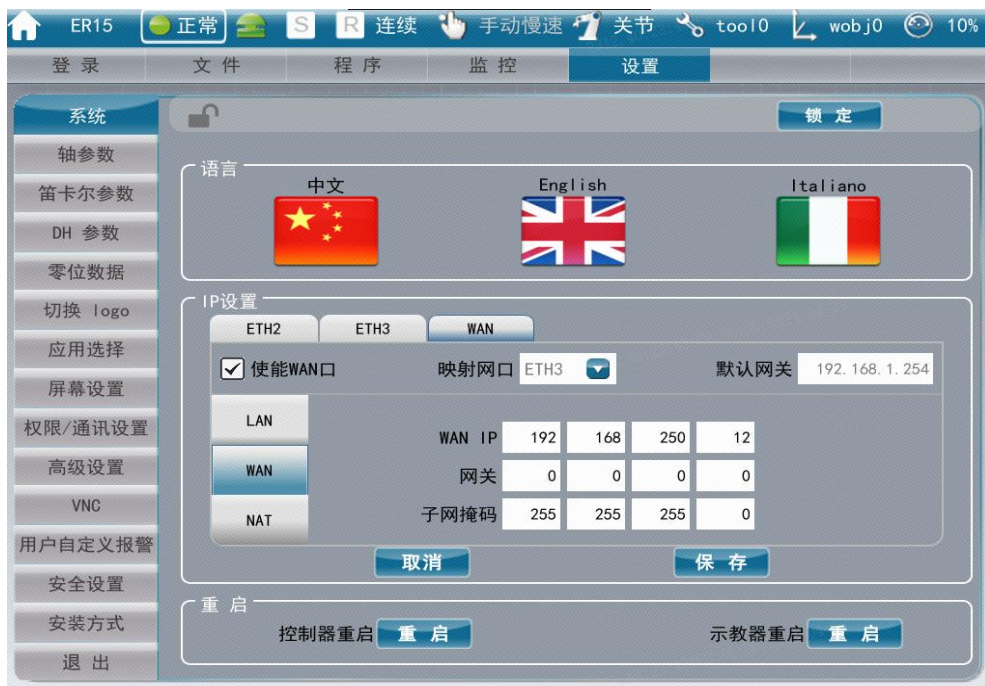 ER15 正常 S R 连续 手动慢速 关节 tool0 wobj0 10%
登 录 文 件 程 序 监 控 设置
系统
轴参数
笛卡尔参数
DH 参数
零位数据
切换 logo
应用选择
屏幕设置
权限/通讯设置
高级设置
VNC
用户自定义报警
安全设置
安装方式
退 出
锁 定
语言
中文 English Italiano
IP设置
ETH2 ETH3 WAN
使能WAN口 映射网口 ETH3 默认网关 192.168.1.254
LAN
WAN
NAT
WAN IP 192 168 250 12
网关 0 0 0 0
子网掩码 255 255 255 0
取消 保 存
重 启
控制器重启 重 启 示教器重启 重 启